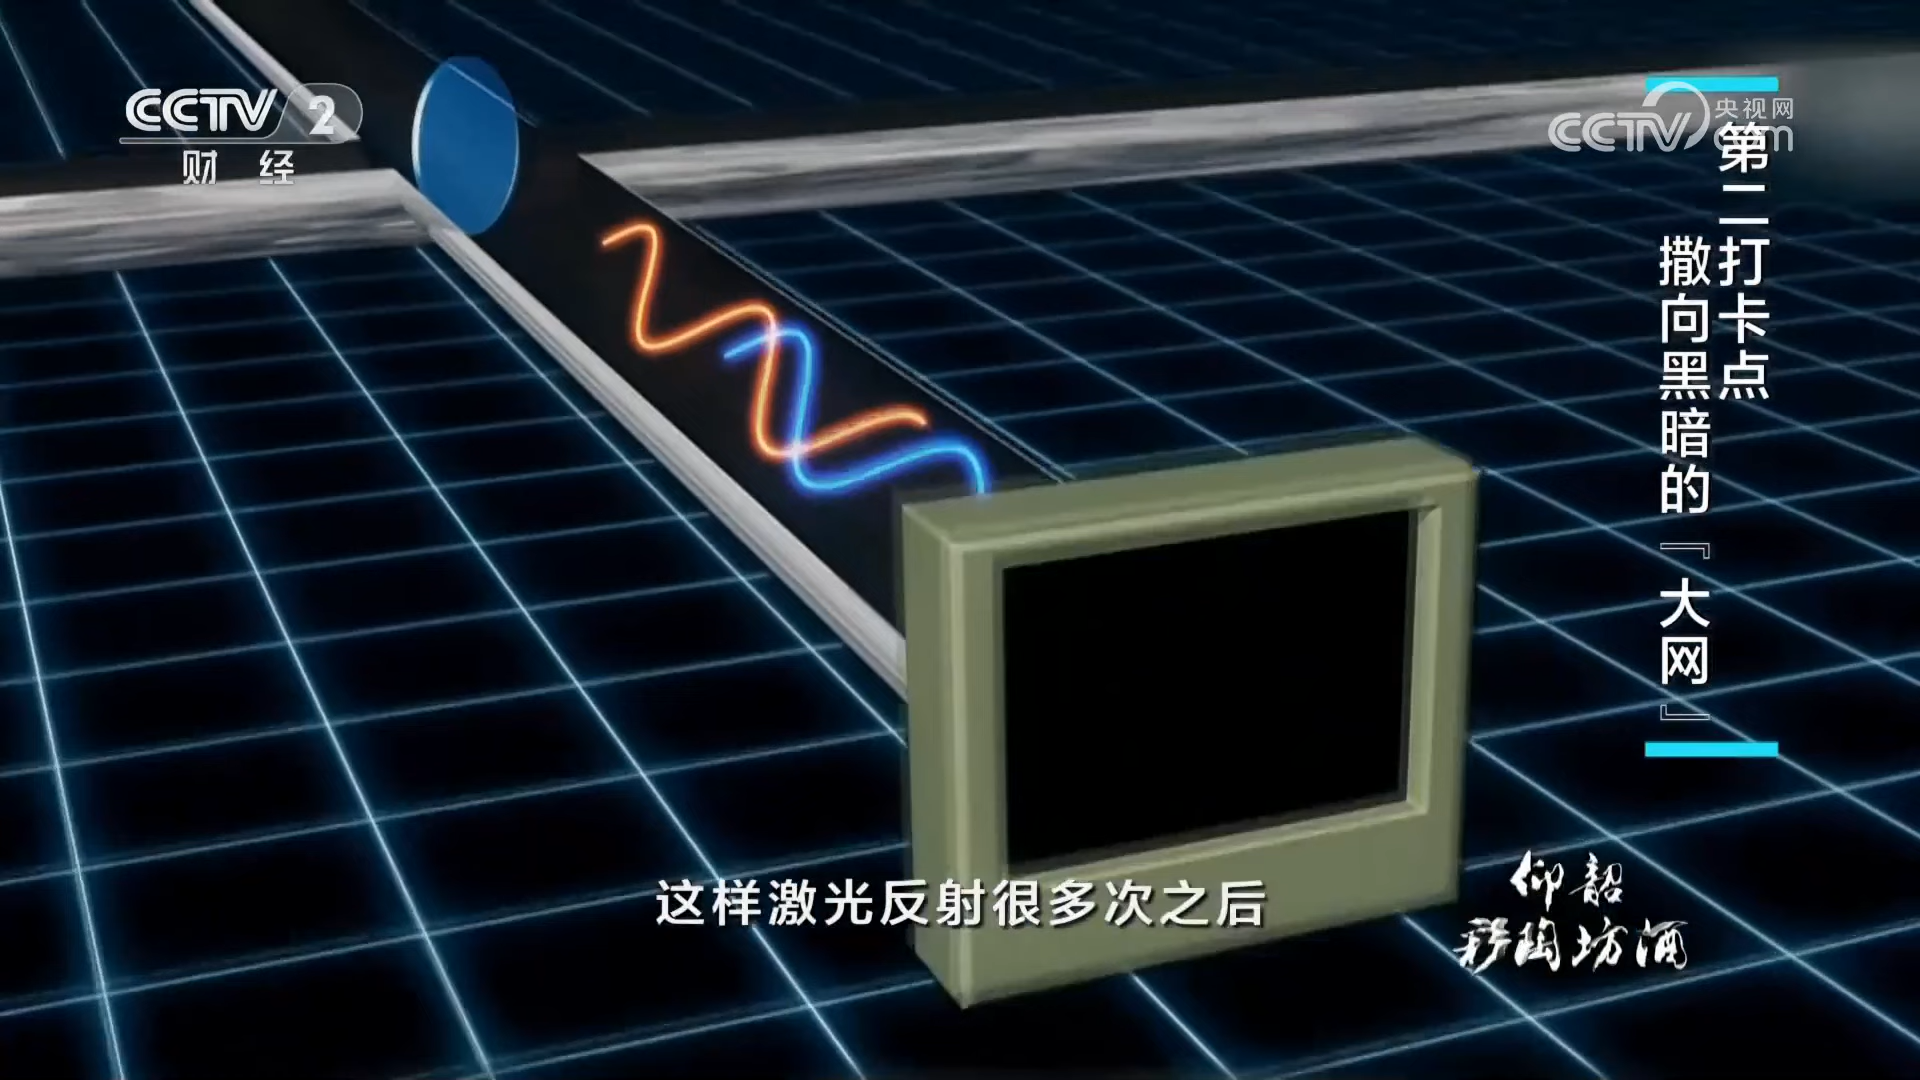 CCTV 2
财 经
CCTV 央视网
com
第二打卡点
撒向黑暗的『大网』
这样激光反射很多次之后
仰韶
彩陶坊酒